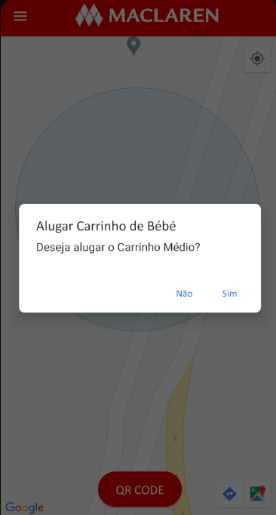 MACLAREN
Alugar Carrinho de Bébé
Deseja alugar o Carrinho Médio?
Não Sim
QR CODE
Google